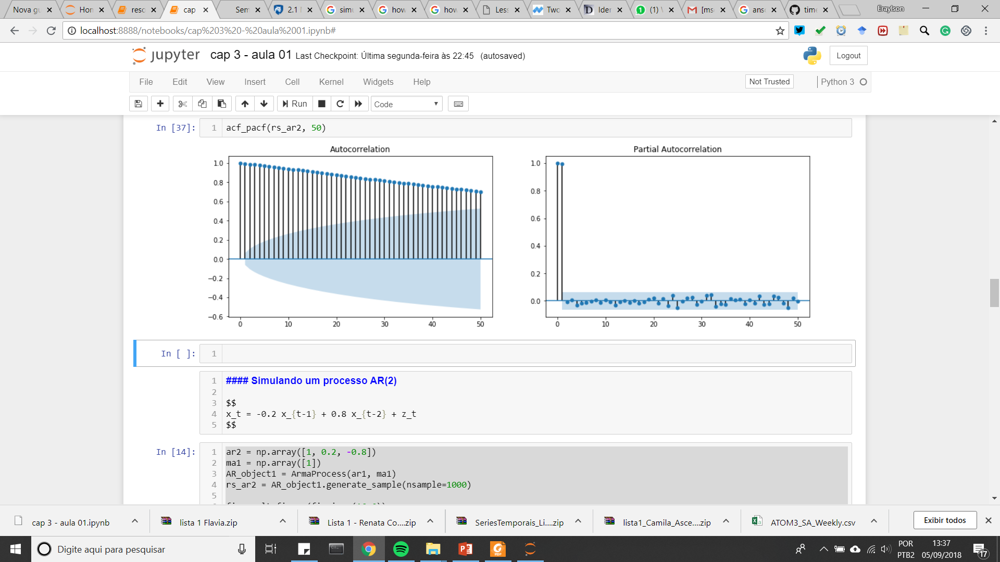 Nova gu
Hon
resc
cap
Sem
2.1 M
simu
how
how
Less
Two
Iden
(1) W
[ms
anso
time
Eraylson
localhost:8888/notebooks/cap%203%20-%20aula%2001.ipynb#
jupyter cap 3 - aula 01 Last Checkpoint: Última segunda-feira às 22:45 (autosaved)
Logout
File Edit View Insert Cell Kernel Widgets Help
Not Trusted
Python 3
Run
Code
In [37]:
1 acf_pacf(rs_ar2, 50)
Autocorrelation
1.0
0.8
0.6
0.4
0.2
0.0
−0.2
−0.4
−0.6
0 10 20 30 40 50
Partial Autocorrelation
1.0
0.8
0.6
0.4
0.2
0.0
0 10 20 30 40 50
In [ ]:
1
1 #### Simulando um processo AR(2)
2
3 $$
4 x_t = -0.2 x_{t-1} + 0.8 x_{t-2} + z_t
5 $$
In [14]:
1 ar2 = np.array([1, 0.2, -0.8])
2 ma1 = np.array([1])
3 AR_object1 = ArmaProcess(ar1, ma1)
4 rs_ar2 = AR_object1.generate_sample(nsample=1000)
5
cap 3 - aula 01.ipynb
lista 1 Flavia.zip
Lista 1 - Renata Co....zip
SeriesTemporais_Li....zip
lista1_Camila_Asce....zip
ATOM3_SA_Weekly.csv
Exibir todos
Digite aqui para pesquisar
POR
PTB2
13:37
05/09/2018
17